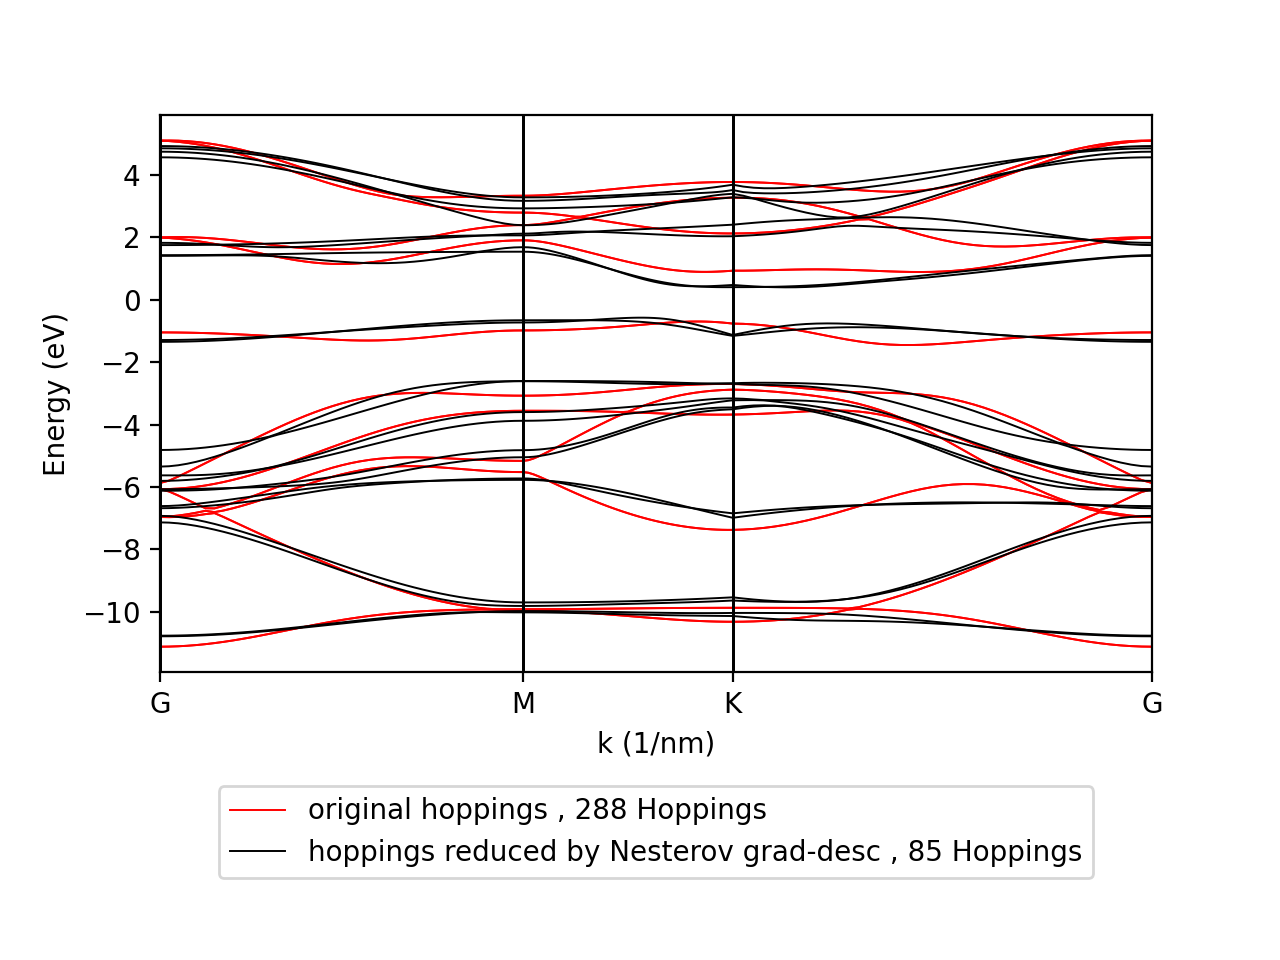 4
2
0
−2
−4
−6
−8
−10
Energy (eV)
G M K G
k (1/nm)
original hoppings , 288 Hoppings
hoppings reduced by Nesterov grad-desc , 85 Hoppings